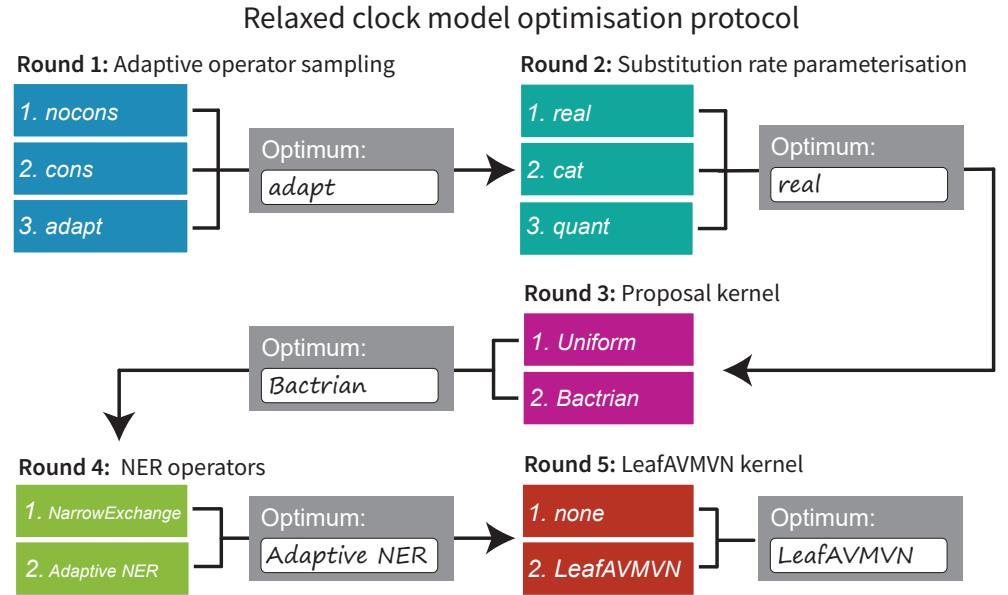 Relaxed clock model optimisation protocol
Round 1: Adaptive operator sampling
1. nocons
2. cons
3. adapt
Optimum:
adapt
Round 2: Substitution rate parameterisation
1. real
2. cat
3. quant
Optimum:
real
Round 3: Proposal kernel
1. Uniform
2. Bactrian
Optimum:
Bactrian
Round 4: NER operators
1. NarrowExchange
2. Adaptive NER
Optimum:
Adaptive NER
Round 5: LeafAVMVN kernel
1. none
2. LeafAVMVN
Optimum:
LeafAVMVN